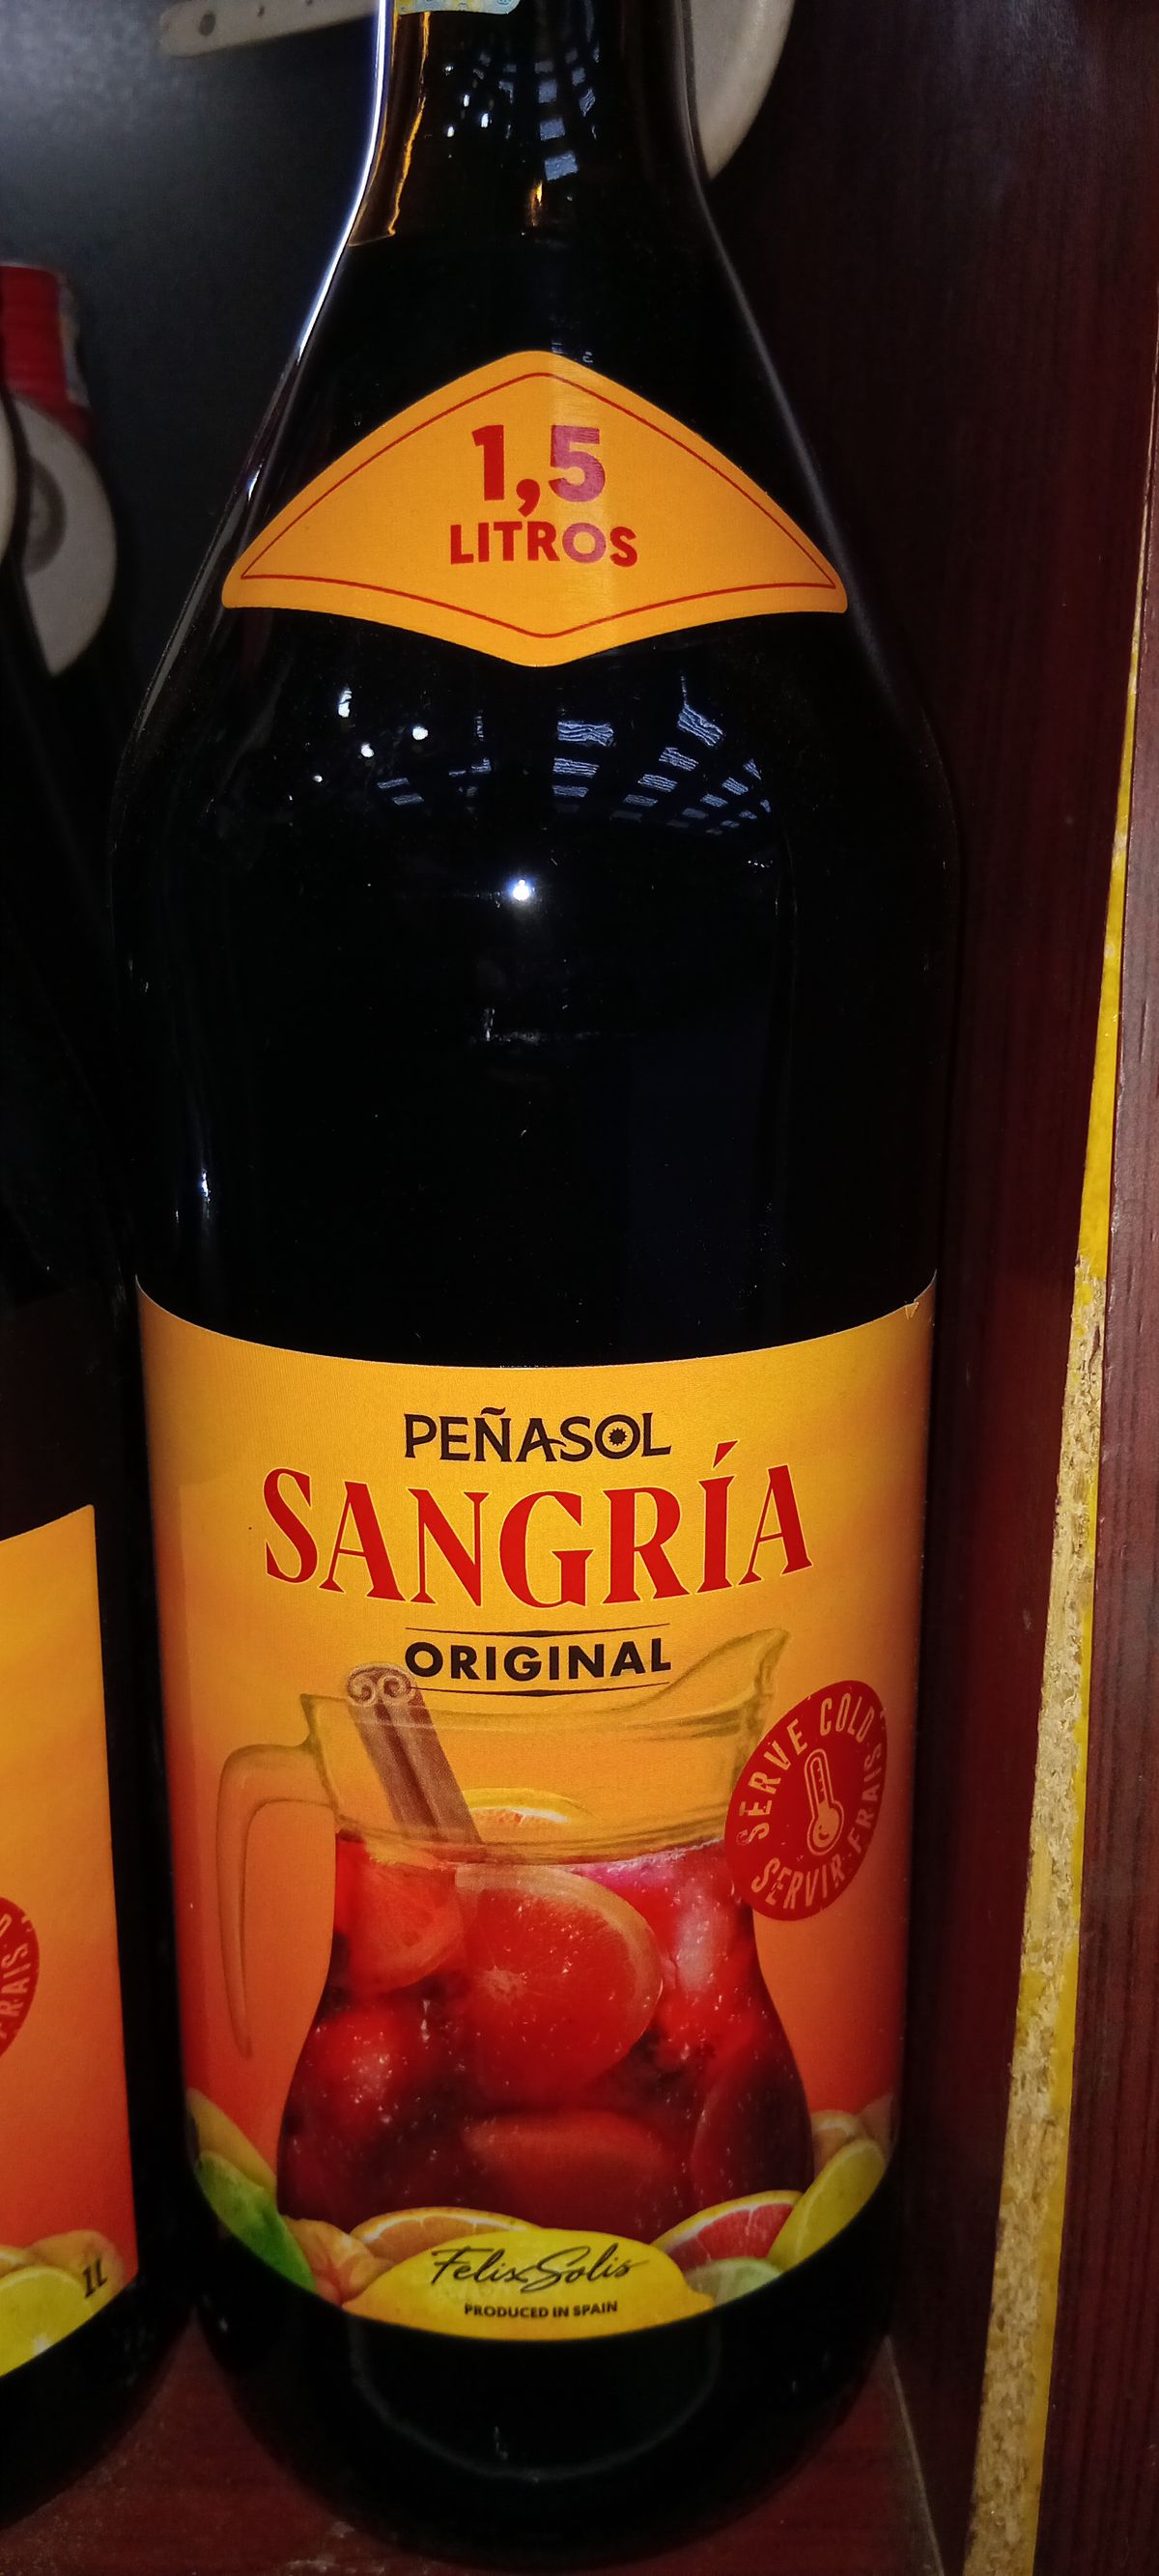 1,5
LITROS
PEÑASOL
SANGRÍA
ORIGINAL
SERVE COLD
SERVIR FRAIS
Felix Solis
PRODUCED IN SPAIN
1L